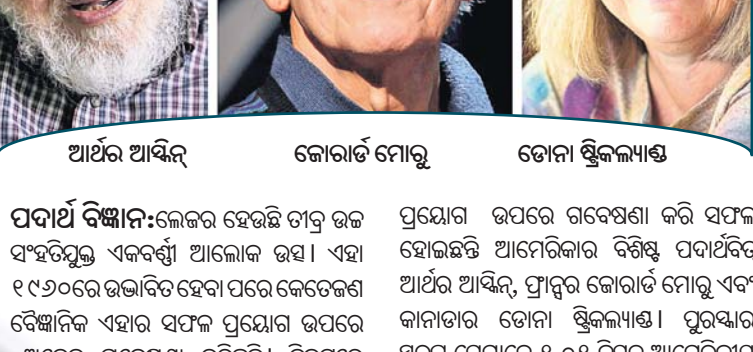 ଆର୍ଥର ଆସ୍କିନ୍
ଜୋରାର୍ଡ ମୋରୁ
ଡୋନା ଷ୍ଟ୍ରିକଲ୍ୟାଣ୍ଡ
ପଦାର୍ଥ ବିଜ୍ଞାନ:ଲେଜର ହେଉଛି ତୀବ୍ର ଉଚ୍ଚ
ସଂହତିଯୁକ୍ତ ଏକବର୍ଣ୍ଣୀ ଆଲୋକ ଉତ୍ସ। ଏହା
୧୯୬୦ରେ ଉଦ୍ଭାବିତ ହେବା ପରେ କେତେଜଣ
ବୈଜ୍ଞାନିକ ଏହାର ସଫଳ ପ୍ରୟୋଗ ଉପରେ
ପ୍ରୟୋଗ ଉପରେ ଗବେଷଣା କରି ସଫଳ
ହୋଇଛନ୍ତି ଆମେରିକାର ବିଶିଷ୍ଟ ପଦାର୍ଥବିତ୍
ଆର୍ଥର ଆସ୍କିନ୍, ଫ୍ରାନ୍ସର ଜୋରାର୍ଡ ମୋରୁ ଏବଂ
କାନାଡାର ଡୋନା ଷ୍ଟ୍ରିକଲ୍ୟାଣ୍ଡ। ପୁରସ୍କାର